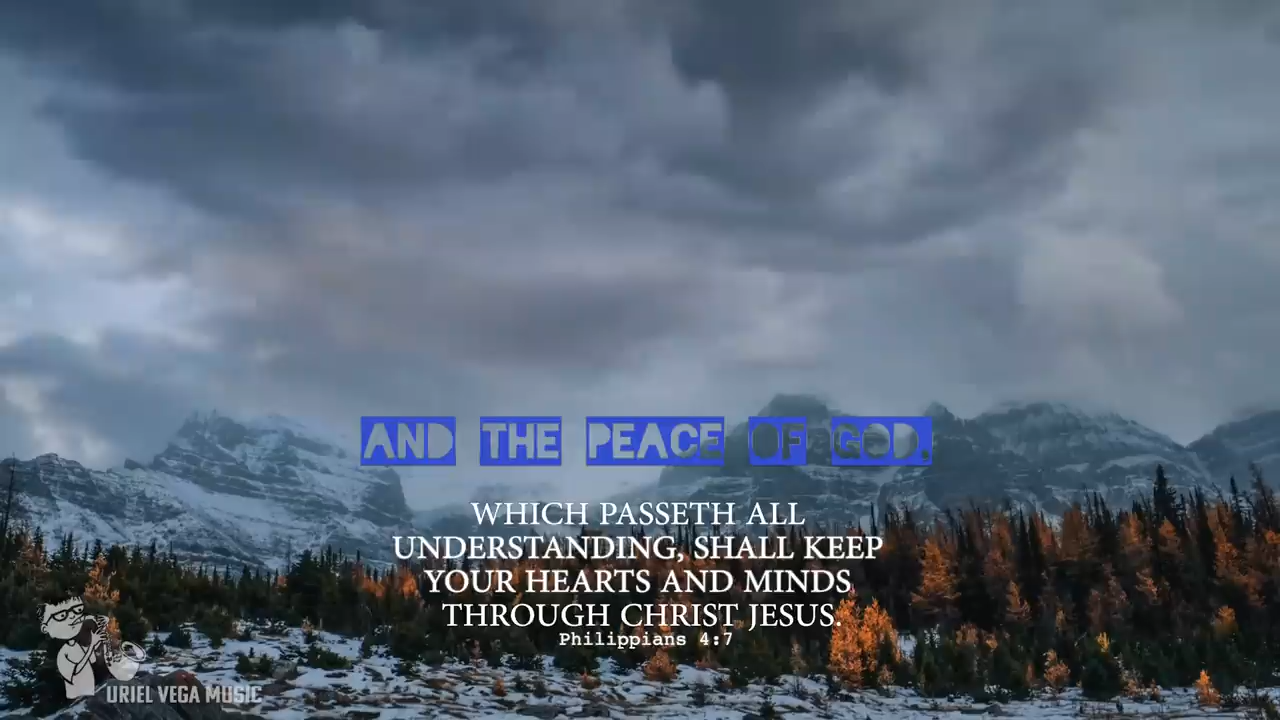 AND THE PEACE OF GOD,
WHICH PASSETH ALL
UNDERSTANDING, SHALL KEEP
YOUR HEARTS AND MINDS
THROUGH CHRIST JESUS.
Philippians 4:7
URIEL VEGA MUSIC